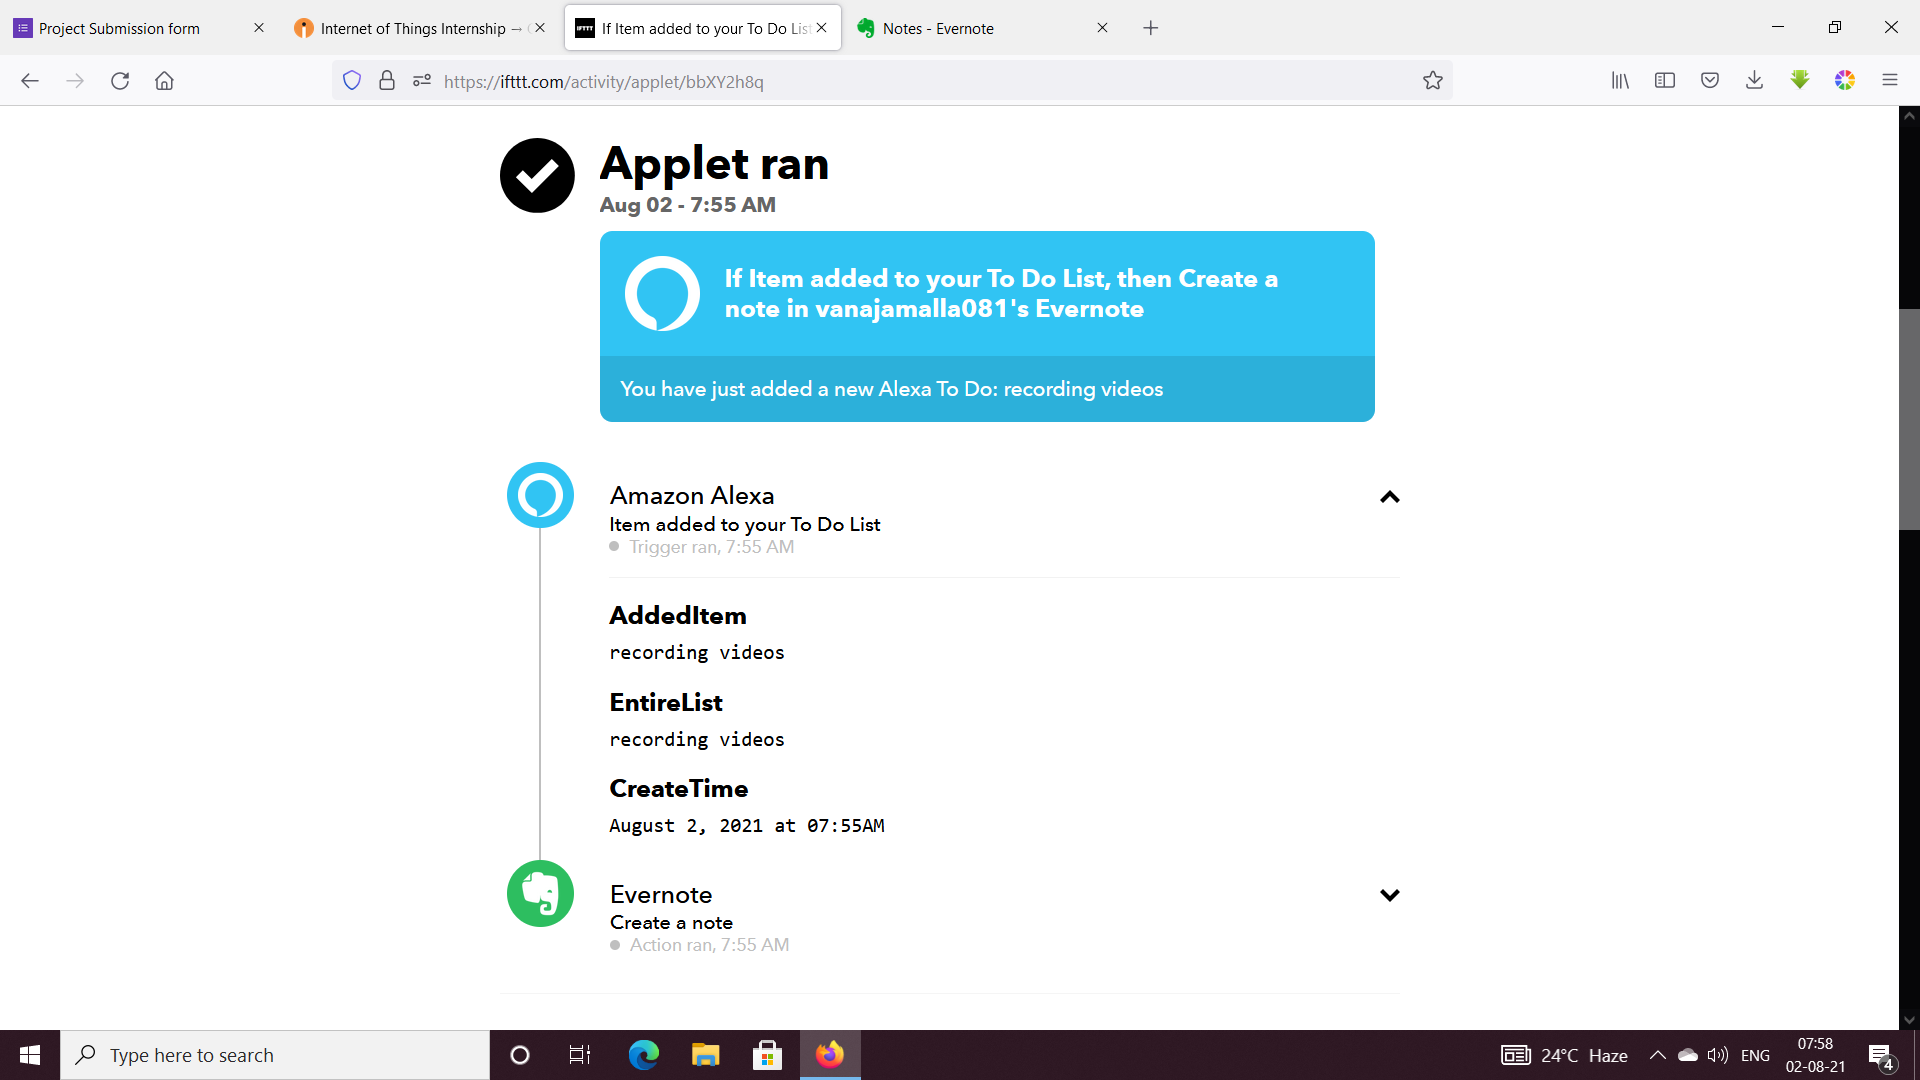 Project Submission form
Internet of Things Internship →
If Item added to your To Do List
Notes - Evernote
https://ifttt.com/activity/applet/bbXY2h8q
Applet ran
Aug 02 - 7:55 AM
If Item added to your To Do List, then Create a
note in vanajamalla081's Evernote
You have just added a new Alexa To Do: recording videos
Amazon Alexa
Item added to your To Do List
Trigger ran, 7:55 AM
AddedItem
recording videos
EntireList
recording videos
CreateTime
August 2, 2021 at 07:55AM
Evernote
Create a note
Action ran, 7:55 AM
Type here to search
24°C Haze
ENG
07:58
02-08-21
4